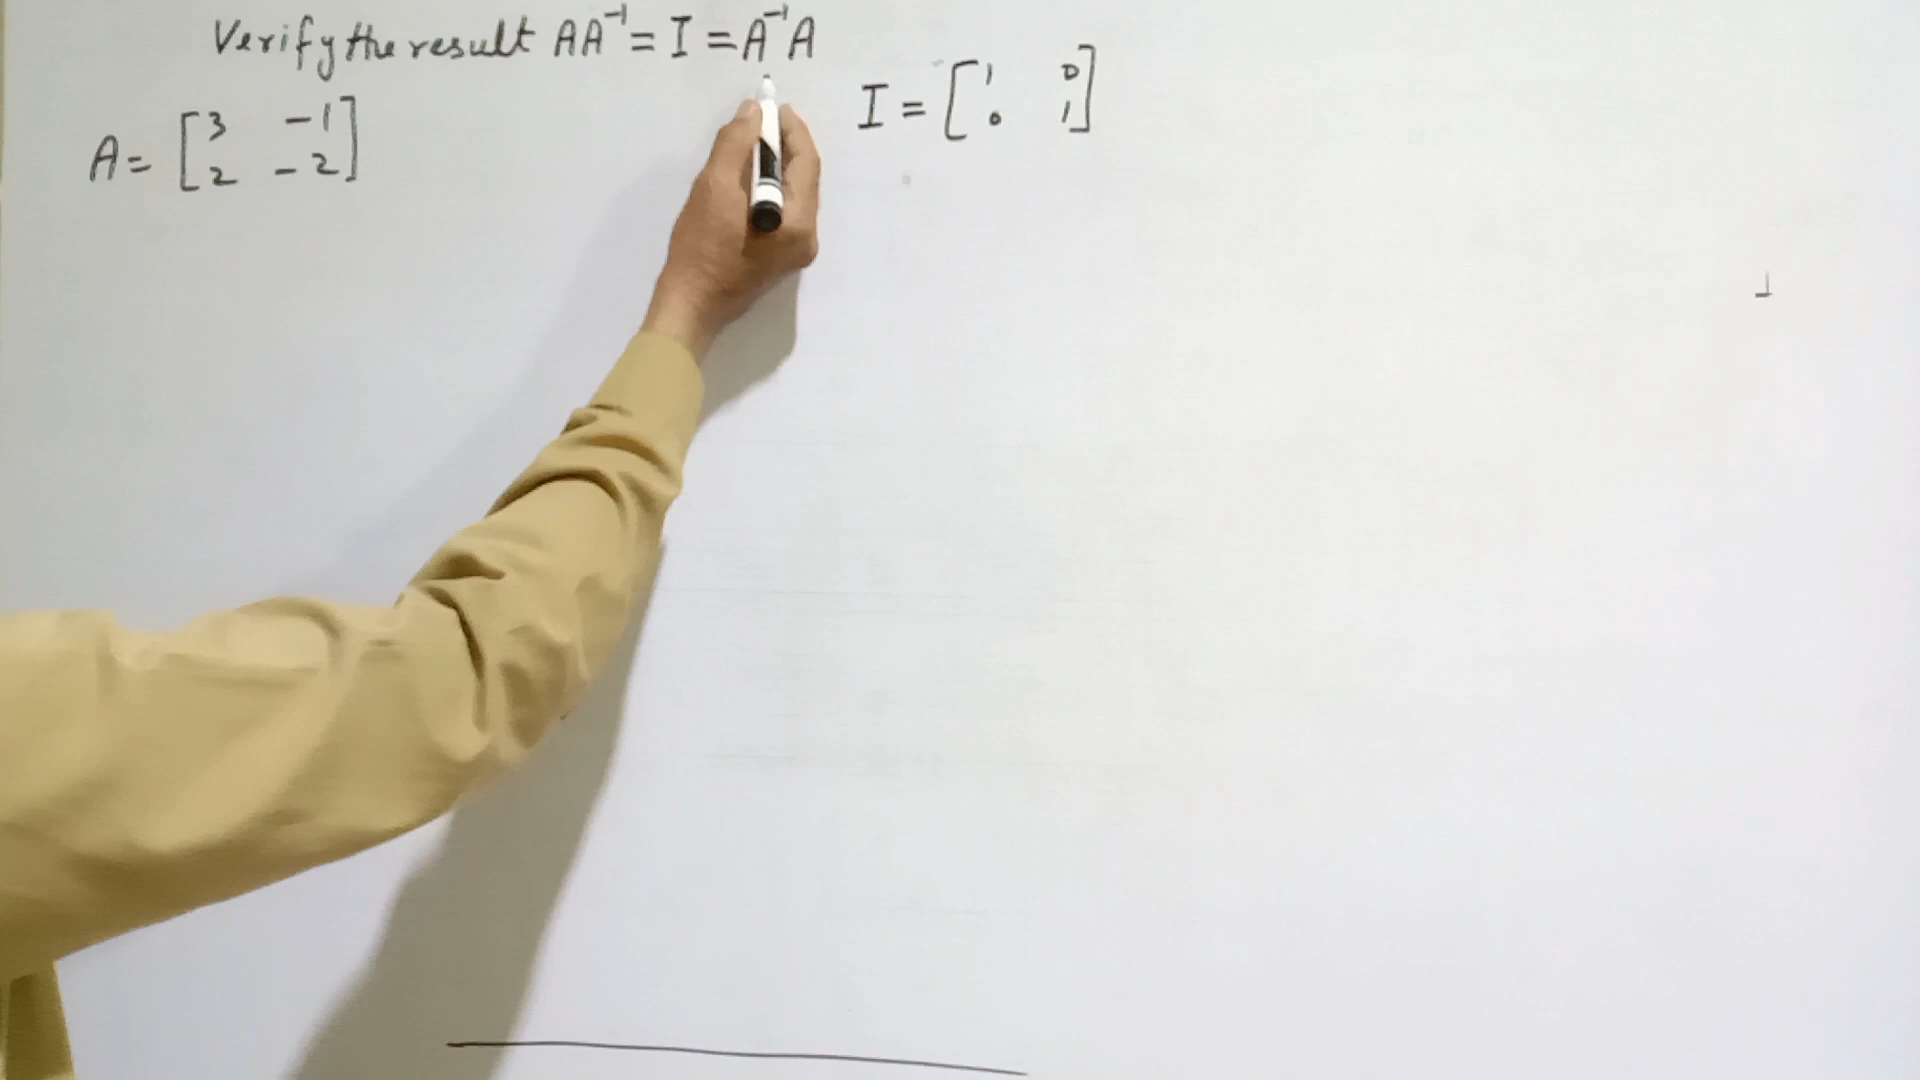 Verify the result AA⁻¹ = I = A⁻¹A
I = [1 0
0 1]
A = [3 -1
2 -2]